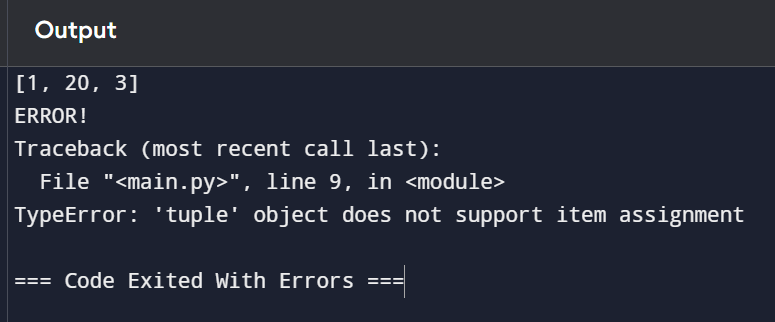 Output
[1, 20, 3]
ERROR!
Traceback (most recent call last):
  File "<main.py>", line 9, in <module>
TypeError: 'tuple' object does not support item assignment

=== Code Exited With Errors ===